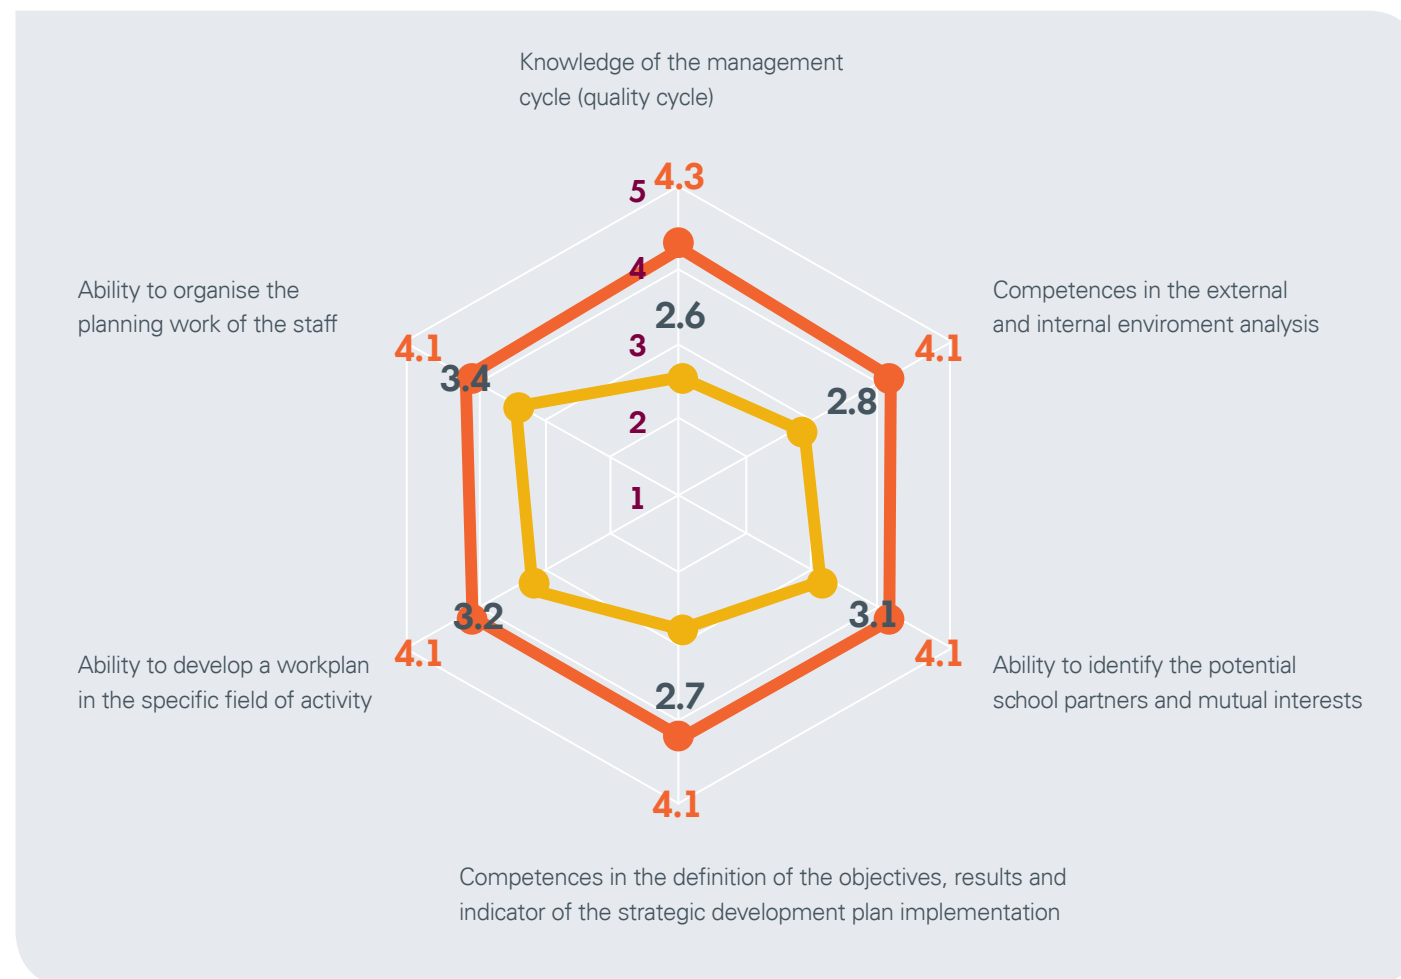 Knowledge of the management
cycle (quality cycle)
4.3
5
4
2.6
3
2
1
Ability to organise the
planning work of the staff
4.1
3.4
Competences in the external
and internal enviroment analysis
4.1
2.8
Ability to develop a workplan
in the specific field of activity
4.1
3.2
Ability to identify the potential
school partners and mutual interests
4.1
3.1
2.7
4.1
Competences in the definition of the objectives, results and
indicator of the strategic development plan implementation